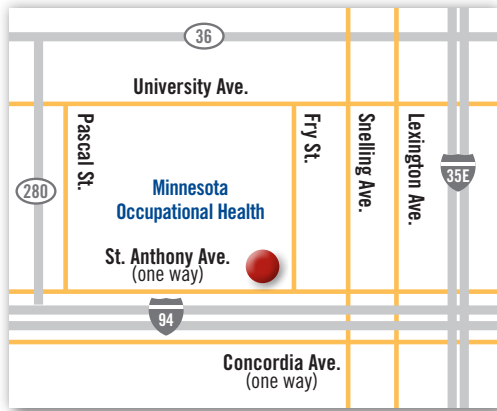 36
University Ave.
Pascal St.
Fry St.
Snelling Ave.
Lexington Ave.
280
35E
Minnesota
Occupational Health
St. Anthony Ave.
(one way)
94
Concordia Ave.
(one way)